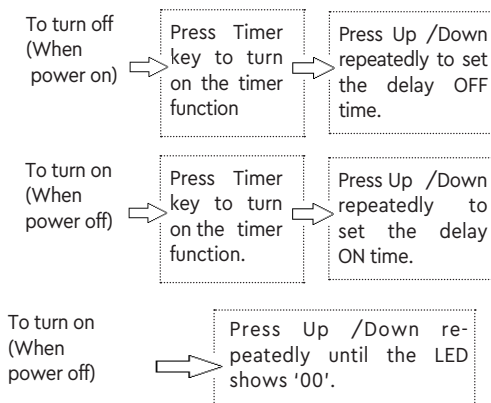 To turn off
(When
power on)
Press Timer
key to turn
on the timer
function
Press Up /Down
repeatedly to set
the delay OFF
time.
To turn on
(When
power off)
Press Timer
key to turn
on the timer
function.
Press Up /Down
repeatedly to
set the delay
ON time.
To turn on
(When
power off)
Press Up /Down re-
peatedly until the LED
shows '00'.